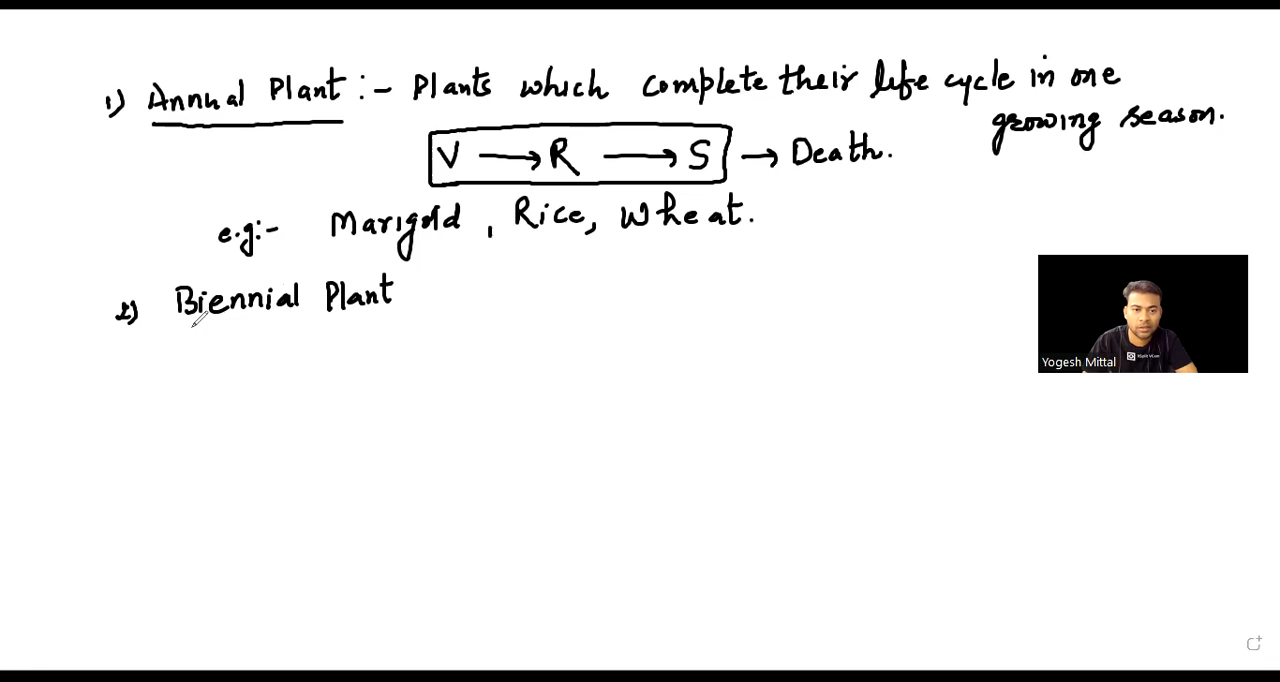 1) Annual Plant :- Plants which complete their life cycle in one
growing season.
V → R → S → Death.
e.g:- Marigold, Rice, Wheat.
2) Biennial Plant
Yogesh Mittal